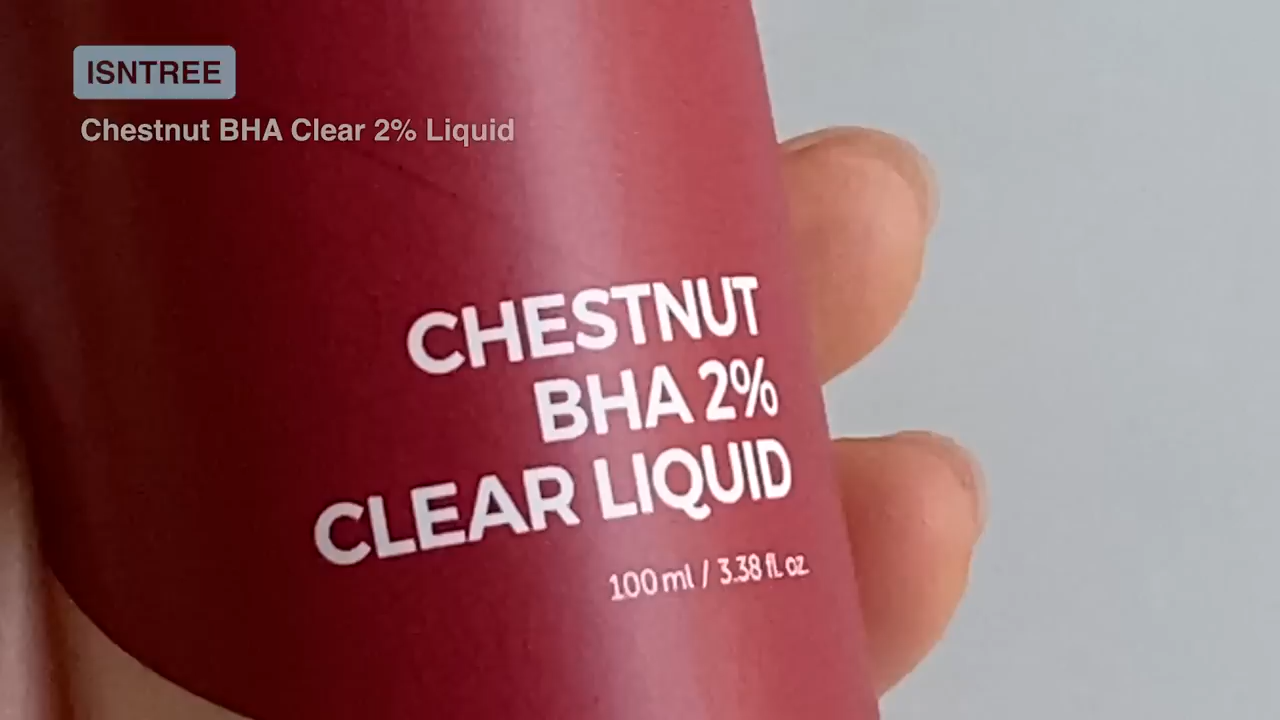 ISNTREE
Chestnut BHA Clear 2% Liquid
CHESTNUT
BHA 2%
CLEAR LIQUID
100 ml / 3.38 fl. oz.